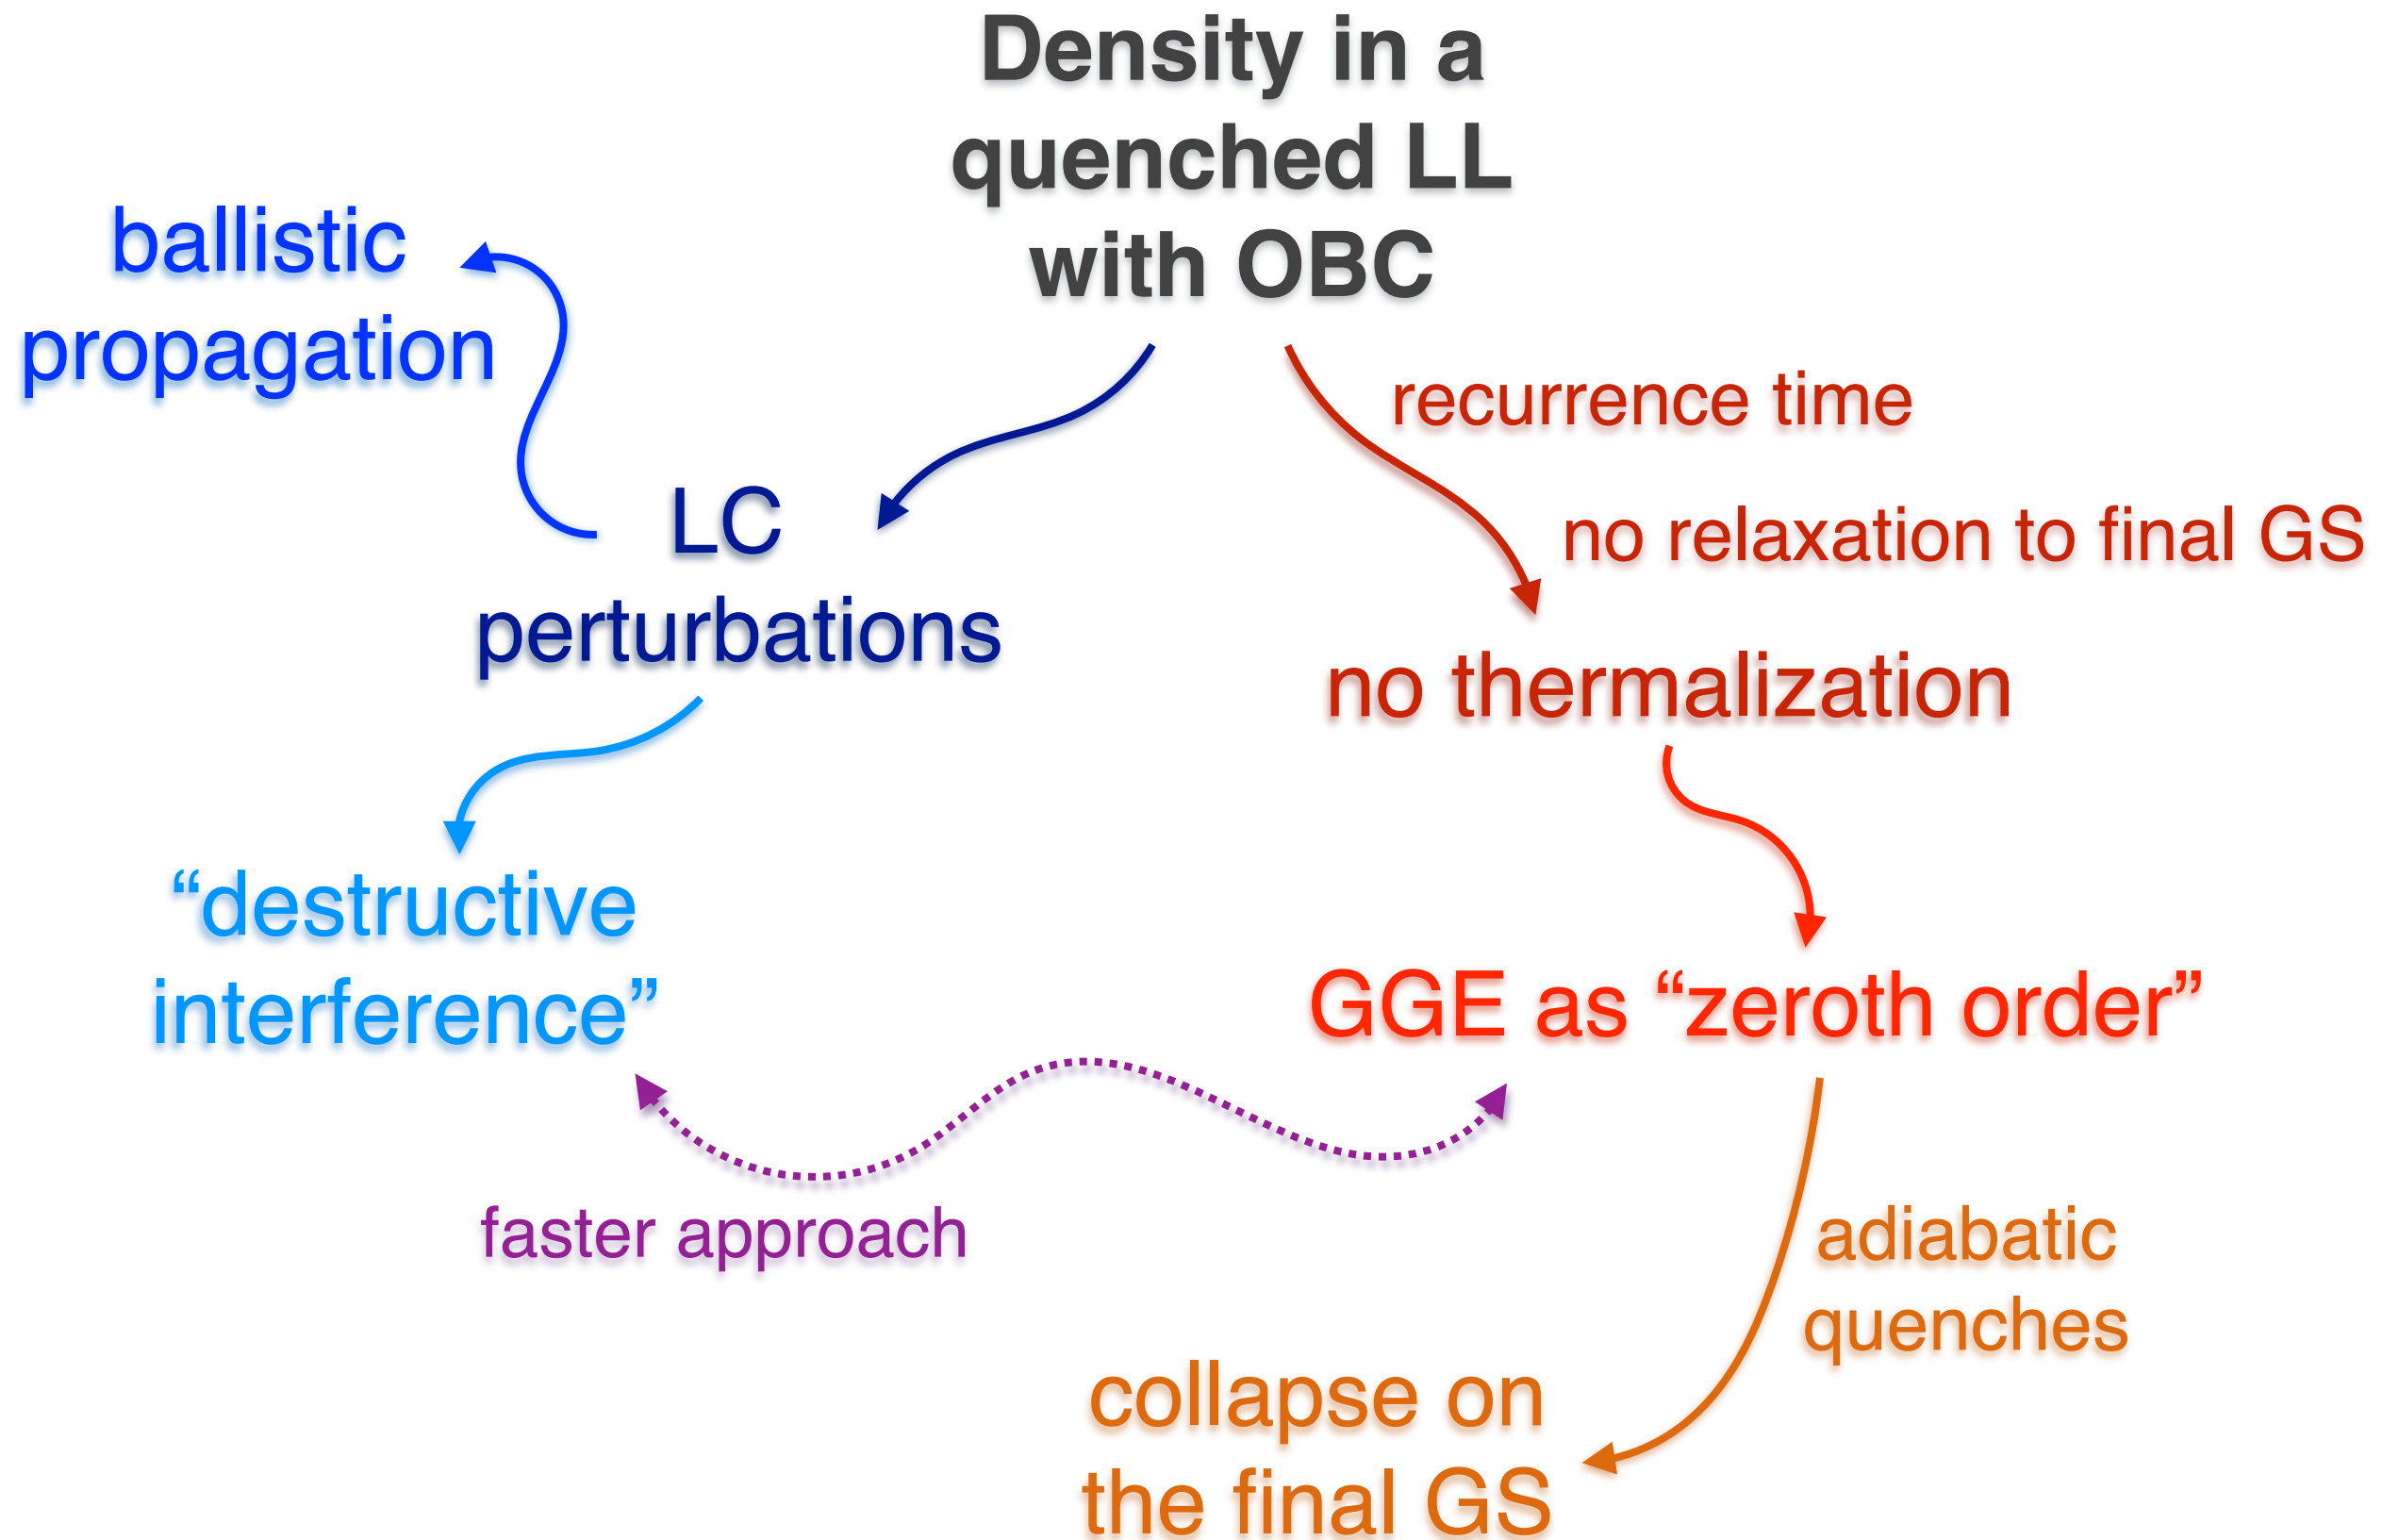 Density in a
quenched LL
with OBC
ballistic
propagation
recurrence time
LC
perturbations
no relaxation to final GS
no thermalization
“destructive
interference”
GGE as “zeroth order”
faster approach
adiabatic
quenches
collapse on
the final GS